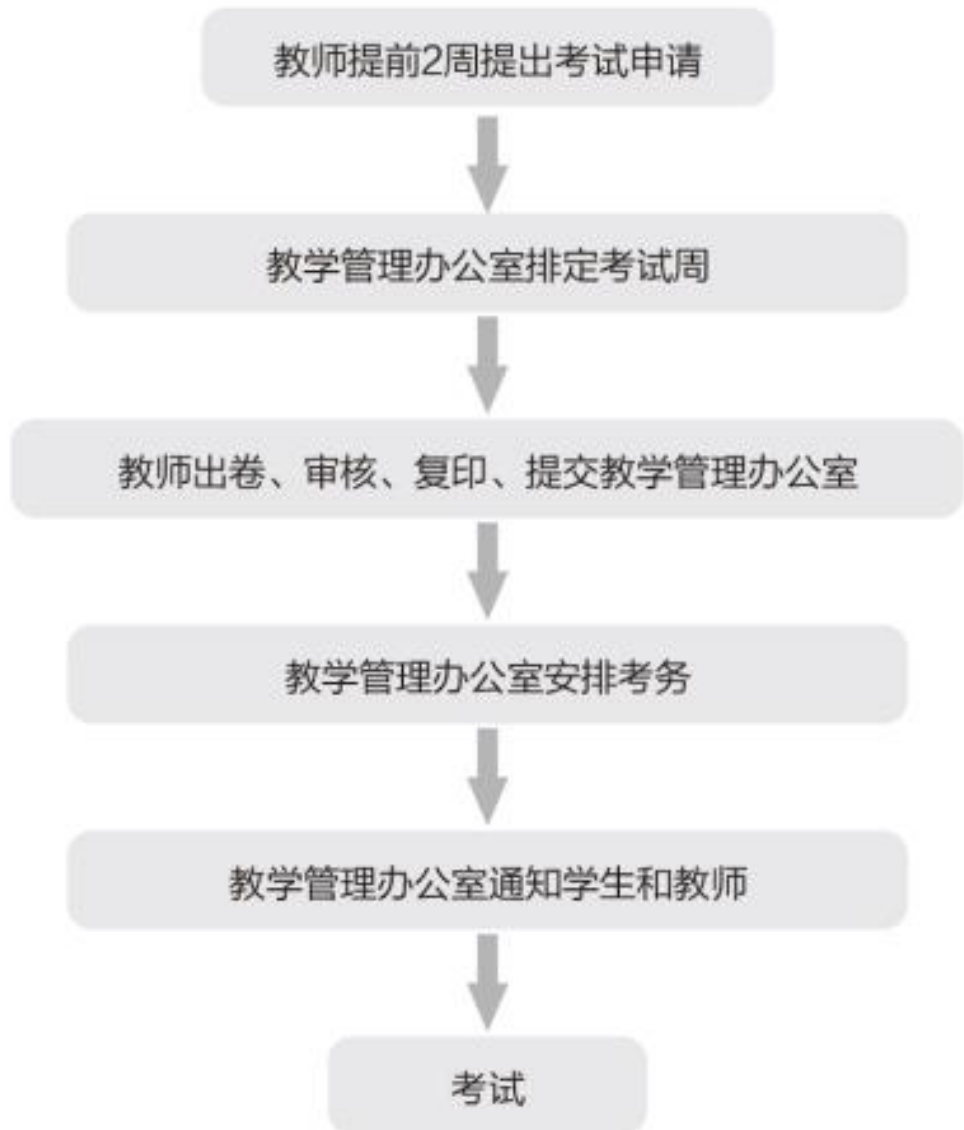 教师提前2周提出考试申请
教学管理办公室排定考试周
教师出卷、审核、复印、提交教学管理办公室
教学管理办公室安排考务
教学管理办公室通知学生和教师
考试